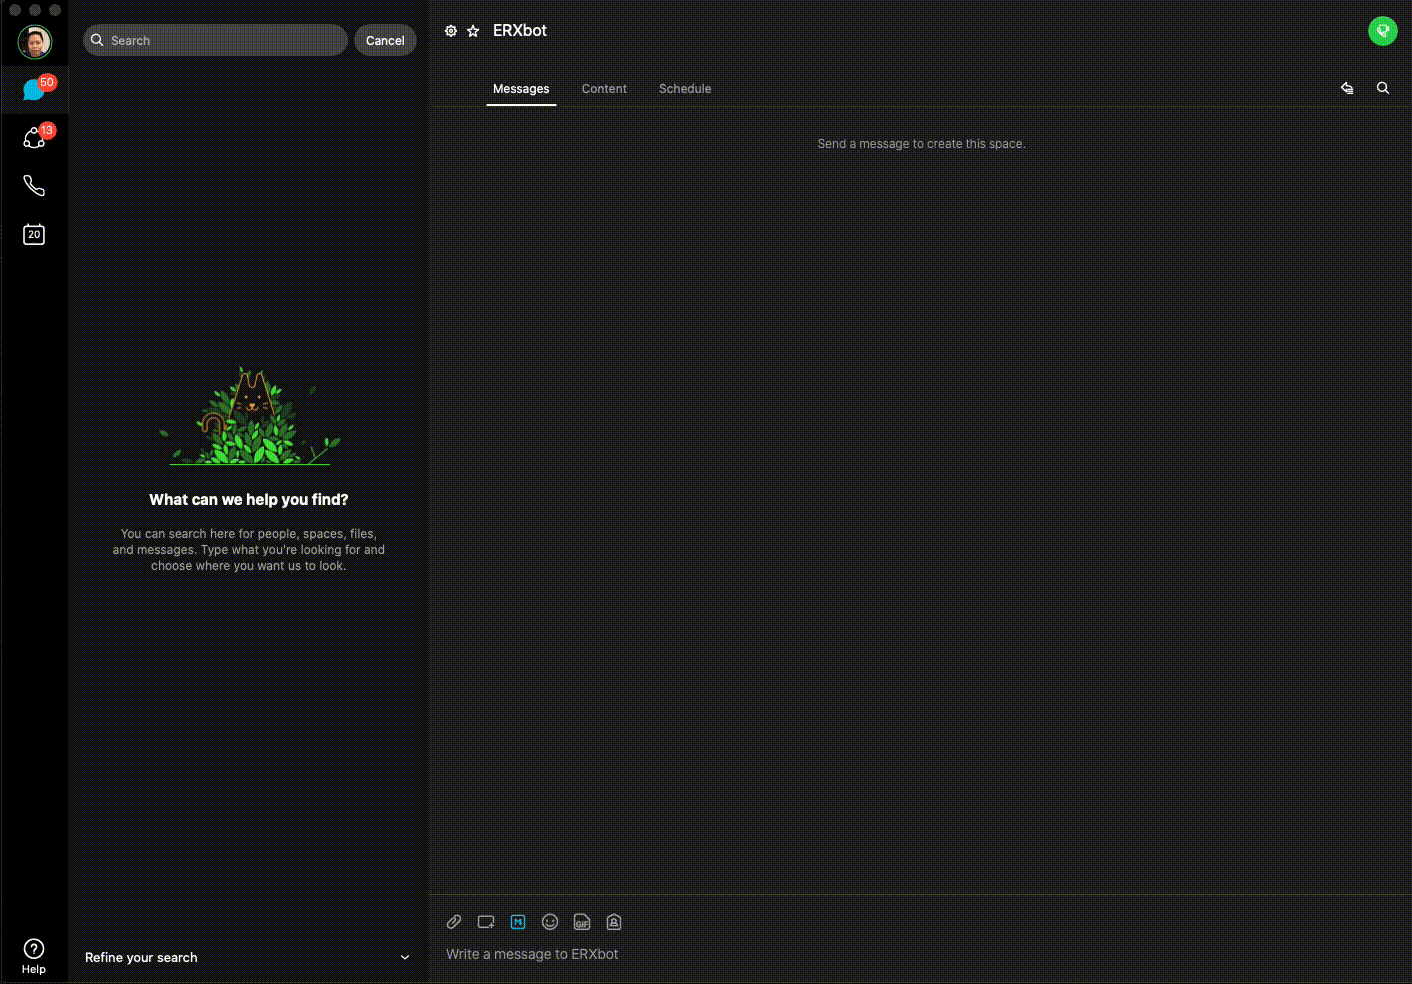 Search
Cancel
50
13
20
What can we help you find?
You can search here for people, spaces, files,
and messages. Type what you're looking for and
choose where you want us to look.
Refine your search
Help
ERXbot
Messages
Content
Schedule
Send a message to create this space.
M
GIF
Write a message to ERXbot